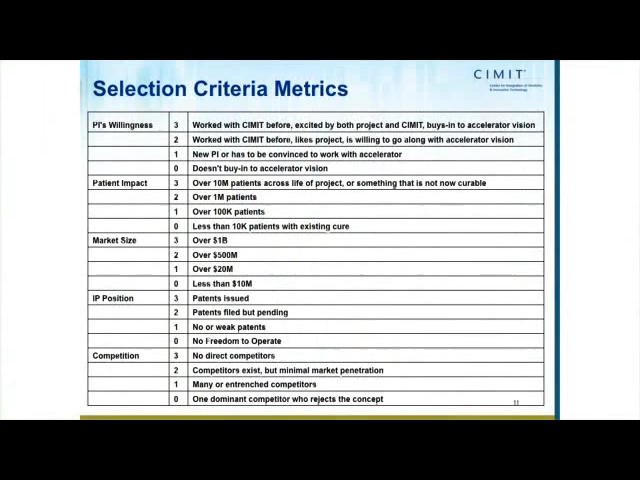 CIMIT
Center for Integration of Medicine
& Innovative Technology
Selection Criteria Metrics
PI's Willingness 3 Worked with CIMIT before, excited by both project and CIMIT, buys-in to accelerator vision
2 Worked with CIMIT before, likes project, is willing to go along with accelerator vision
1 New PI or has to be convinced to work with accelerator
0 Doesn't buy-in to accelerator vision
Patient Impact 3 Over 10M patients across life of project, or something that is not now curable
2 Over 1M patients
1 Over 100K patients
0 Less than 10K patients with existing cure
Market Size 3 Over $1B
2 Over $500M
1 Over $20M
0 Less than $10M
IP Position 3 Patents issued
2 Patents filed but pending
1 No or weak patents
0 No Freedom to Operate
Competition 3 No direct competitors
2 Competitors exist, but minimal market penetration
1 Many or entrenched competitors
0 One dominant competitor who rejects the concept
11